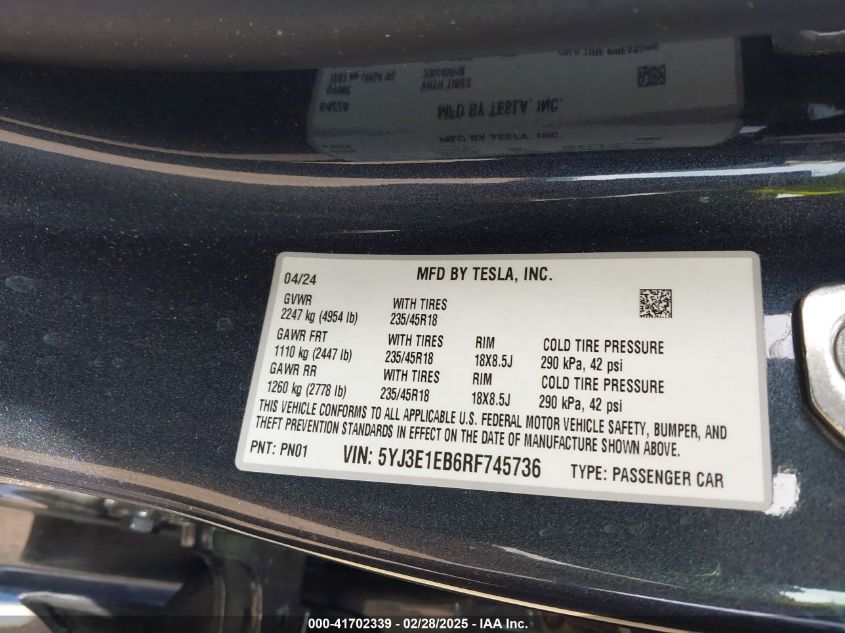 04/24 MFD BY TESLA, INC.
GVWR WITH TIRES
2247 kg (4954 lb) 235/45R18
GAWR FRT WITH TIRES RIM COLD TIRE PRESSURE
1110 kg (2447 lb) 235/45R18 18X8.5J 290 kPa, 42 psi
GAWR RR WITH TIRES RIM COLD TIRE PRESSURE
1260 kg (2778 lb) 235/45R18 18X8.5J 290 kPa, 42 psi
THIS VEHICLE CONFORMS TO ALL APPLICABLE U.S. FEDERAL MOTOR VEHICLE SAFETY, BUMPER, AND
THEFT PREVENTION STANDARDS IN EFFECT ON THE DATE OF MANUFACTURE SHOWN ABOVE.
PNT: PN01 VIN: 5YJ3E1EB6RF745736 TYPE: PASSENGER CAR
000-41702339 / 02/28/2025 / IAA Inc.